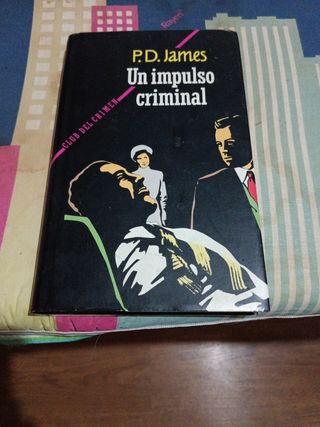 P.D. James
Un impulso
criminal
CLUB DEL CRIMEN